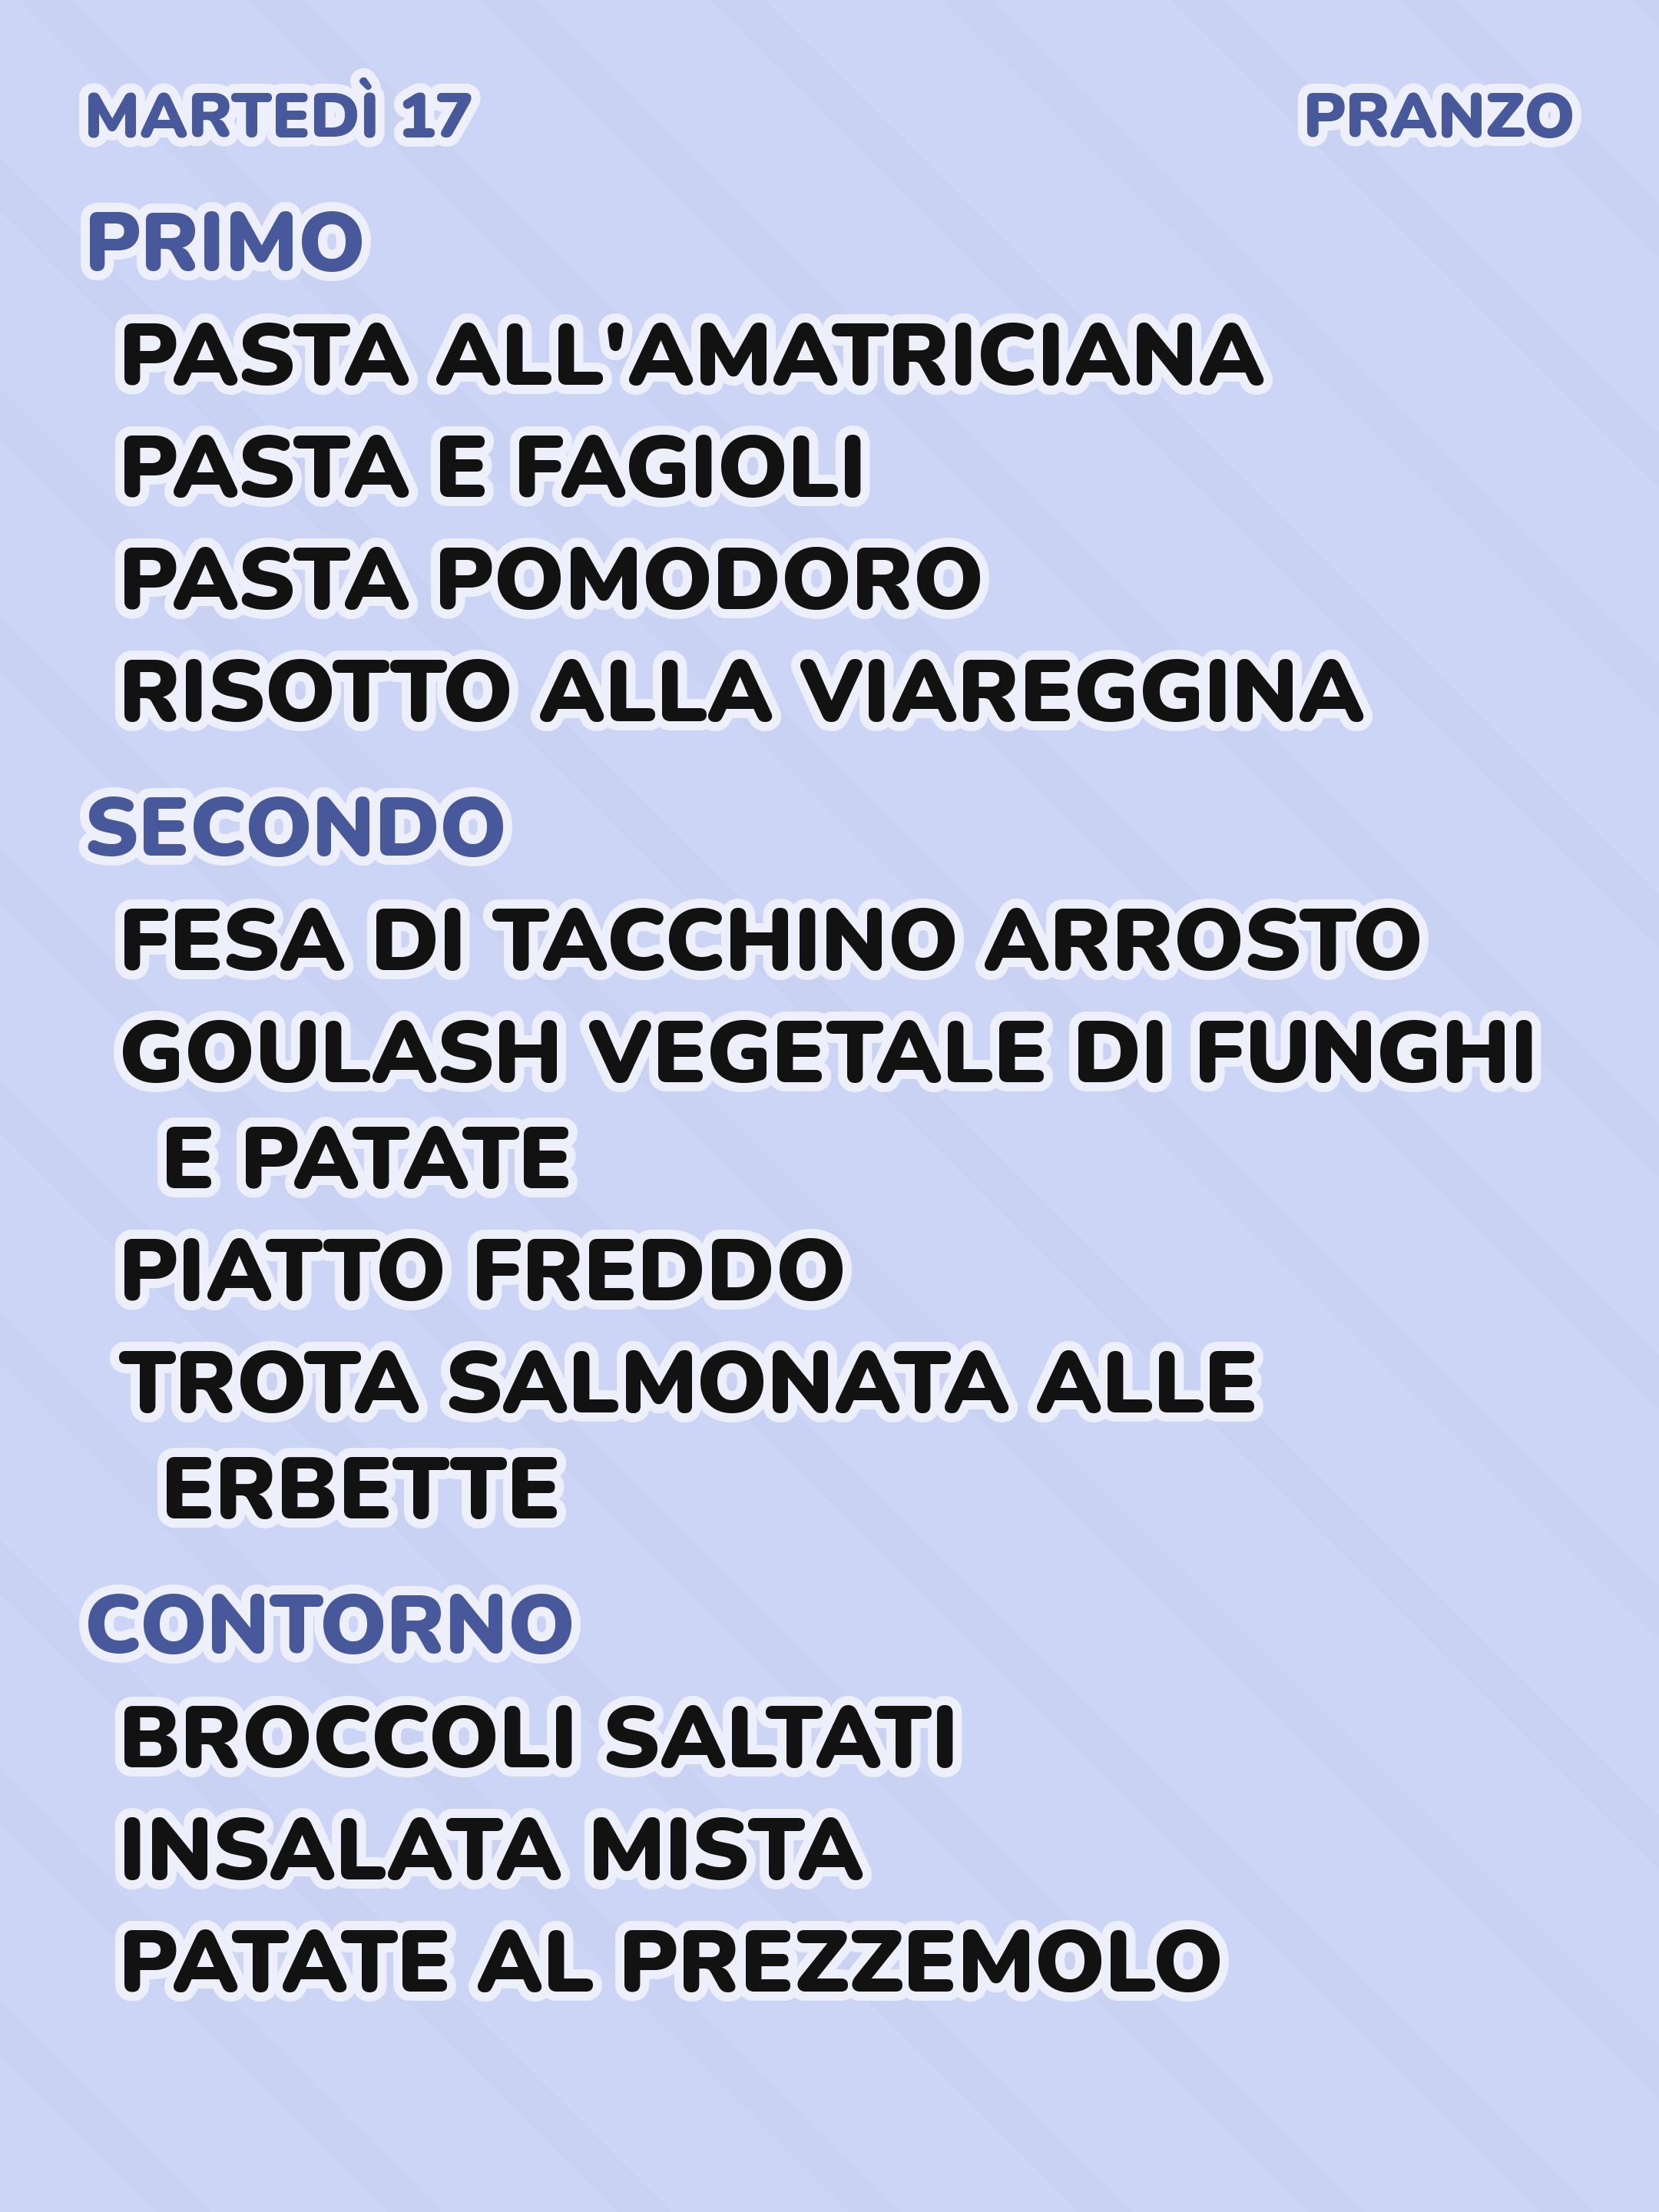 MARTEDÌ 17
PRANZO
PRIMO
PASTA ALL'AMATRICIANA
PASTA E FAGIOLI
PASTA POMODORO
RISOTTO ALLA VIAREGGINA
SECONDO
FESA DI TACCHINO ARROSTO
GOULASH VEGETALE DI FUNGHI
E PATATE
PIATTO FREDDO
TROTA SALMONATA ALLE
ERBETTE
CONTORNO
BROCCOLI SALTATI
INSALATA MISTA
PATATE AL PREZZEMOLO